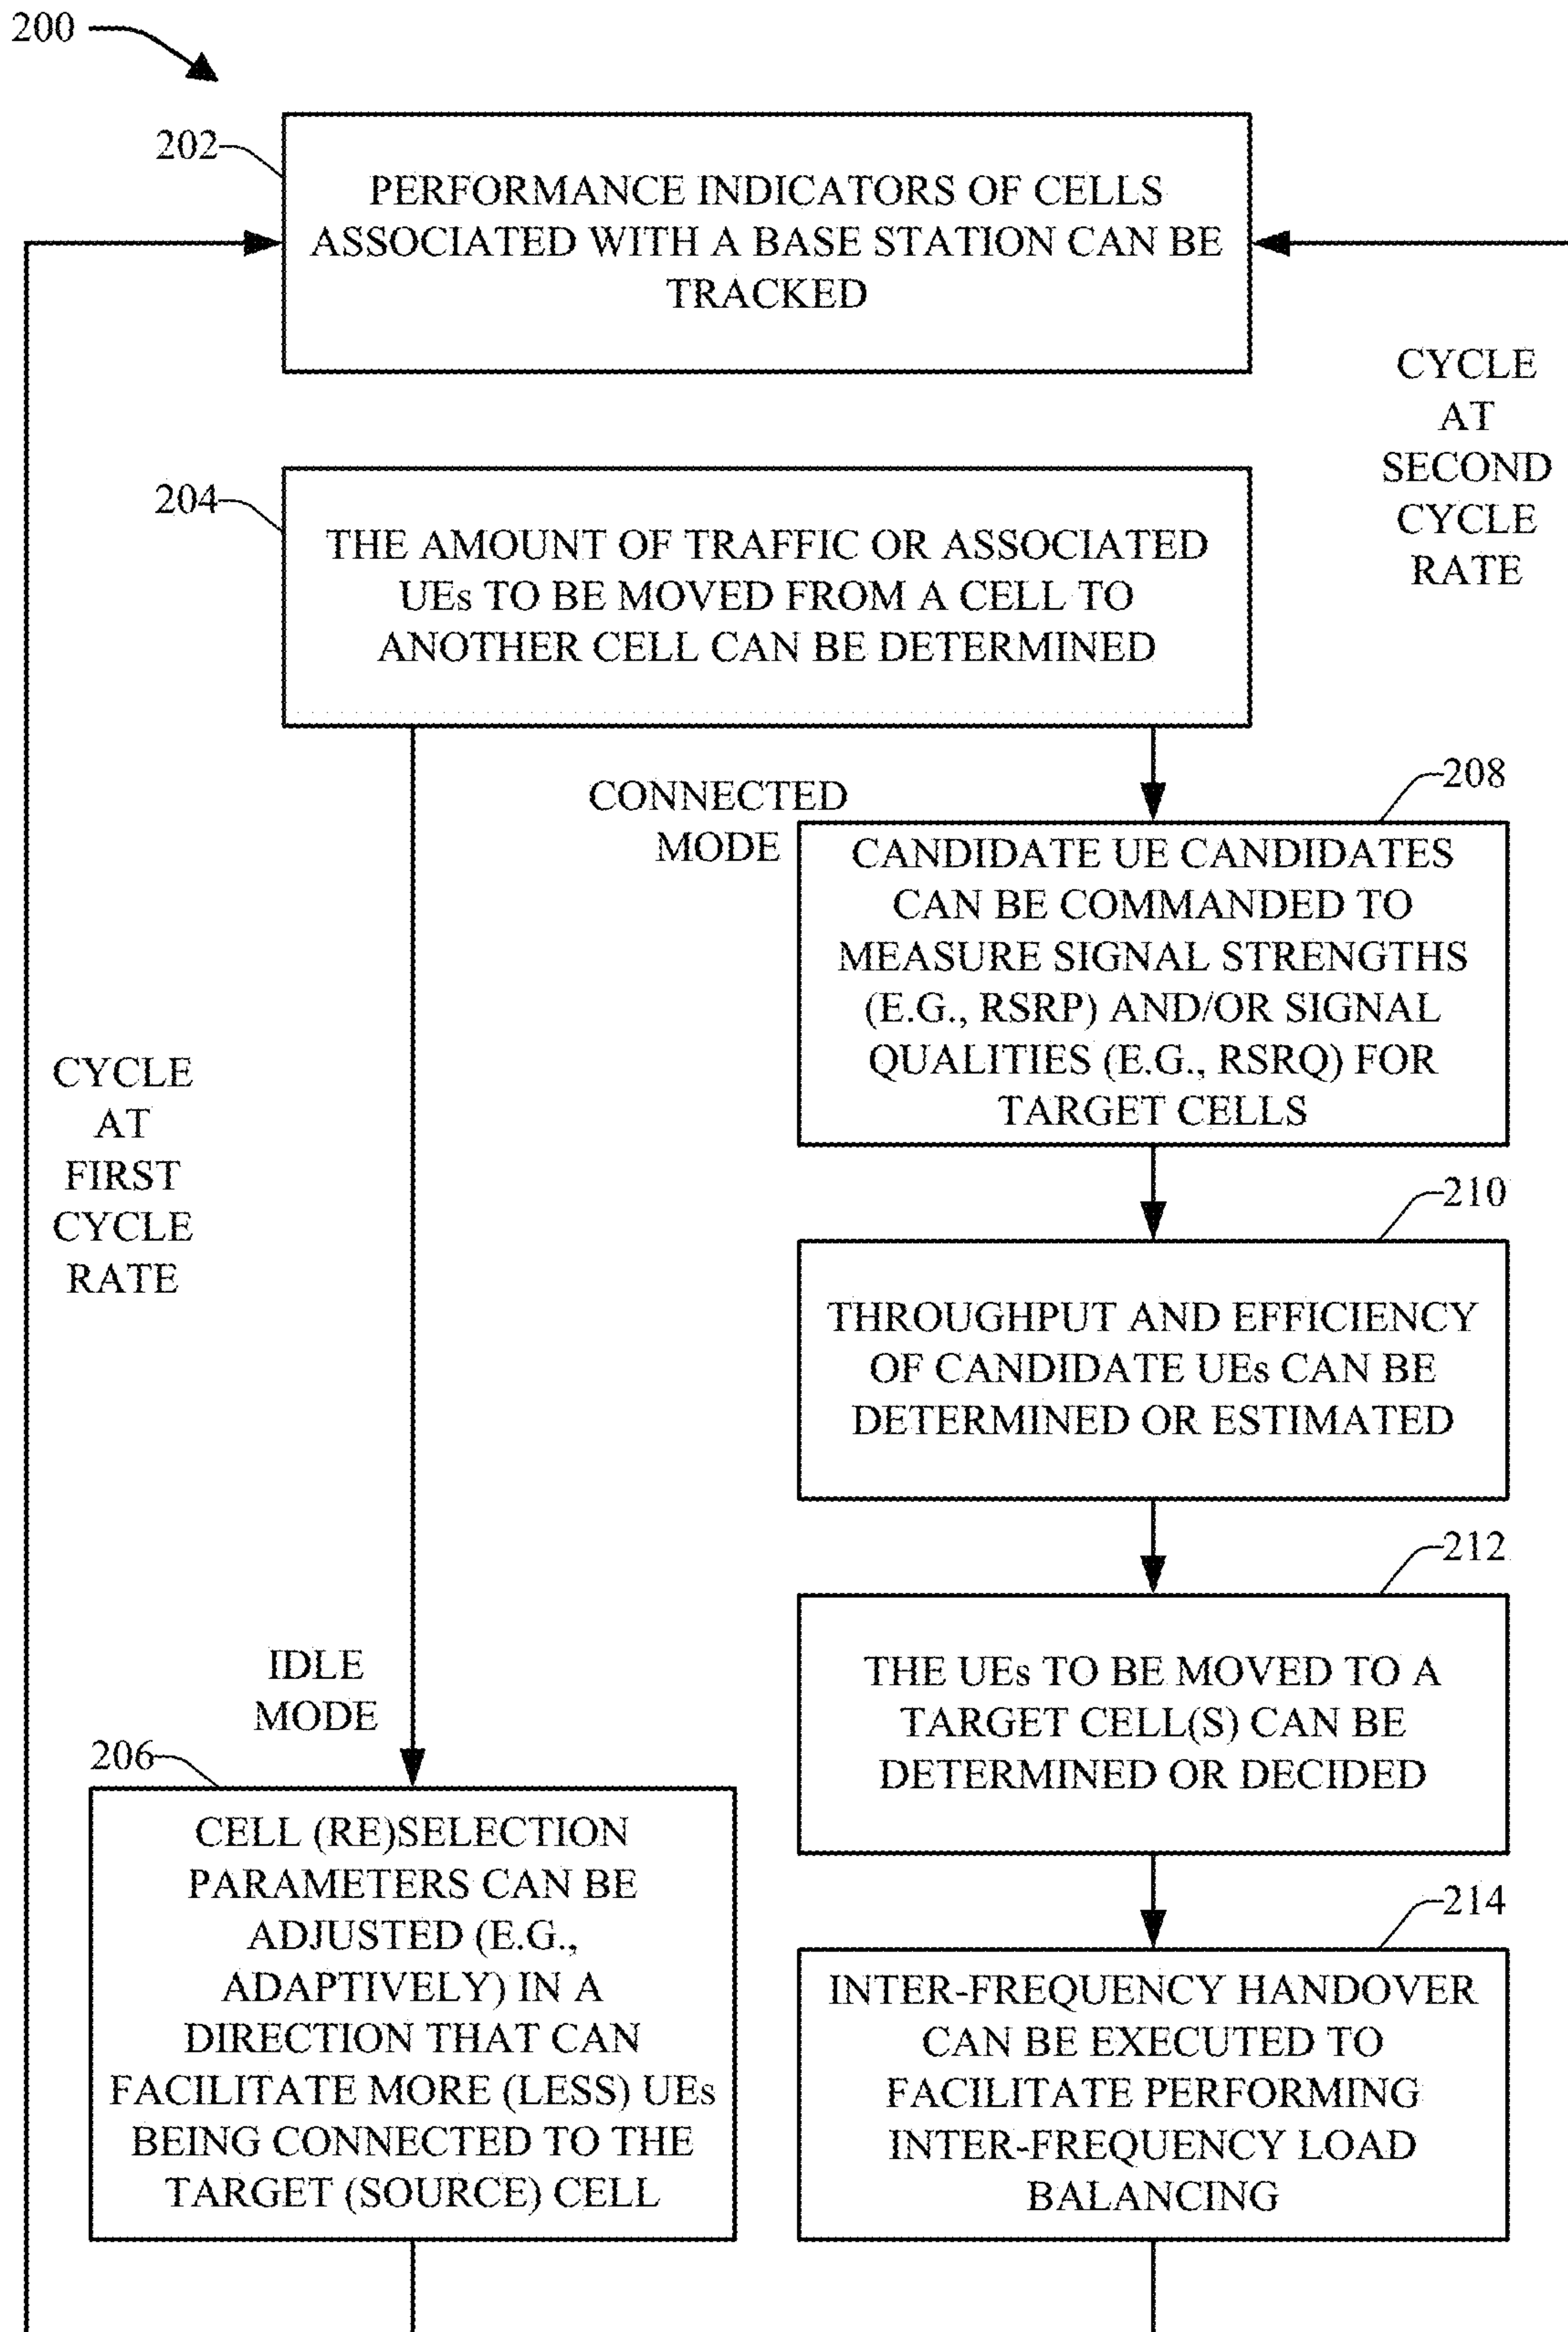 200
202
PERFORMANCE INDICATORS OF CELLS
ASSOCIATED WITH A BASE STATION CAN BE
TRACKED
CYCLE
AT
SECOND
CYCLE
RATE
204
THE AMOUNT OF TRAFFIC OR ASSOCIATED
UEs TO BE MOVED FROM A CELL TO
ANOTHER CELL CAN BE DETERMINED
CONNECTED
MODE
208
CANDIDATE UE CANDIDATES
CAN BE COMMANDED TO
MEASURE SIGNAL STRENGTHS
(E.G., RSRP) AND/OR SIGNAL
QUALITIES (E.G., RSRQ) FOR
TARGET CELLS
CYCLE
AT
FIRST
CYCLE
RATE
210
THROUGHPUT AND EFFICIENCY
OF CANDIDATE UEs CAN BE
DETERMINED OR ESTIMATED
212
THE UEs TO BE MOVED TO A
TARGET CELL(S) CAN BE
DETERMINED OR DECIDED
IDLE
MODE
206
CELL (RE)SELECTION
PARAMETERS CAN BE
ADJUSTED (E.G.,
ADAPTIVELY) IN A
DIRECTION THAT CAN
FACILITATE MORE (LESS) UEs
BEING CONNECTED TO THE
TARGET (SOURCE) CELL
214
INTER-FREQUENCY HANDOVER
CAN BE EXECUTED TO
FACILITATE PERFORMING
INTER-FREQUENCY LOAD
BALANCING